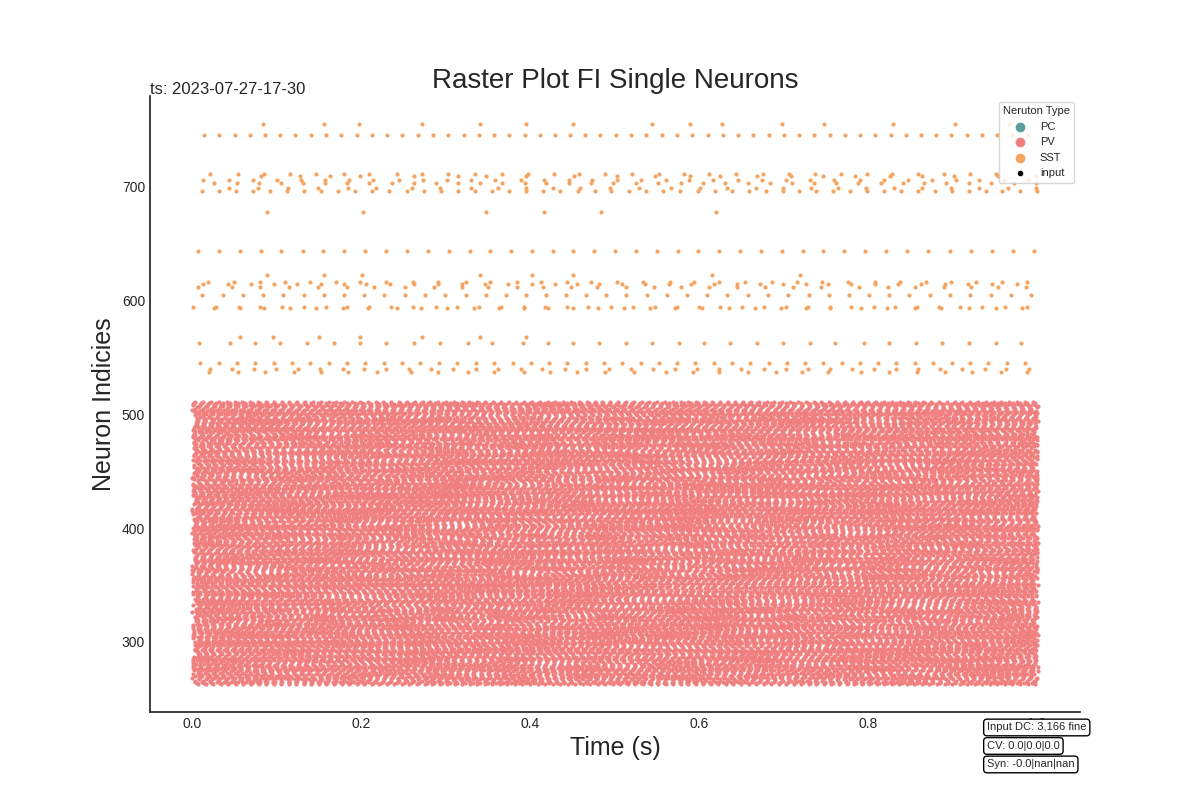 Raster Plot FI Single Neurons
ts: 2023-07-27-17-30
Neruton Type
PC
PV
SST
input
Neuron Indicies
700
600
500
400
300
0.0 0.2 0.4 0.6 0.8
Time (s)
Input DC: 3,166 fine
CV: 0.0|0.0|0.0
Syn: -0.0|nan|nan